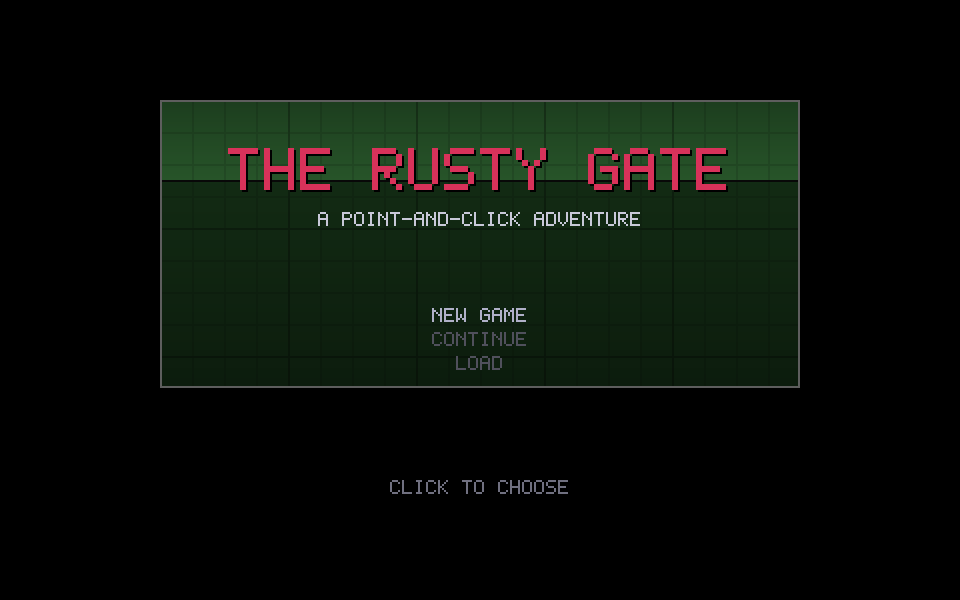 THE RUSTY GATE
A POINT-AND-CLICK ADVENTURE
NEW GAME
CONTINUE
LOAD
CLICK TO CHOOSE